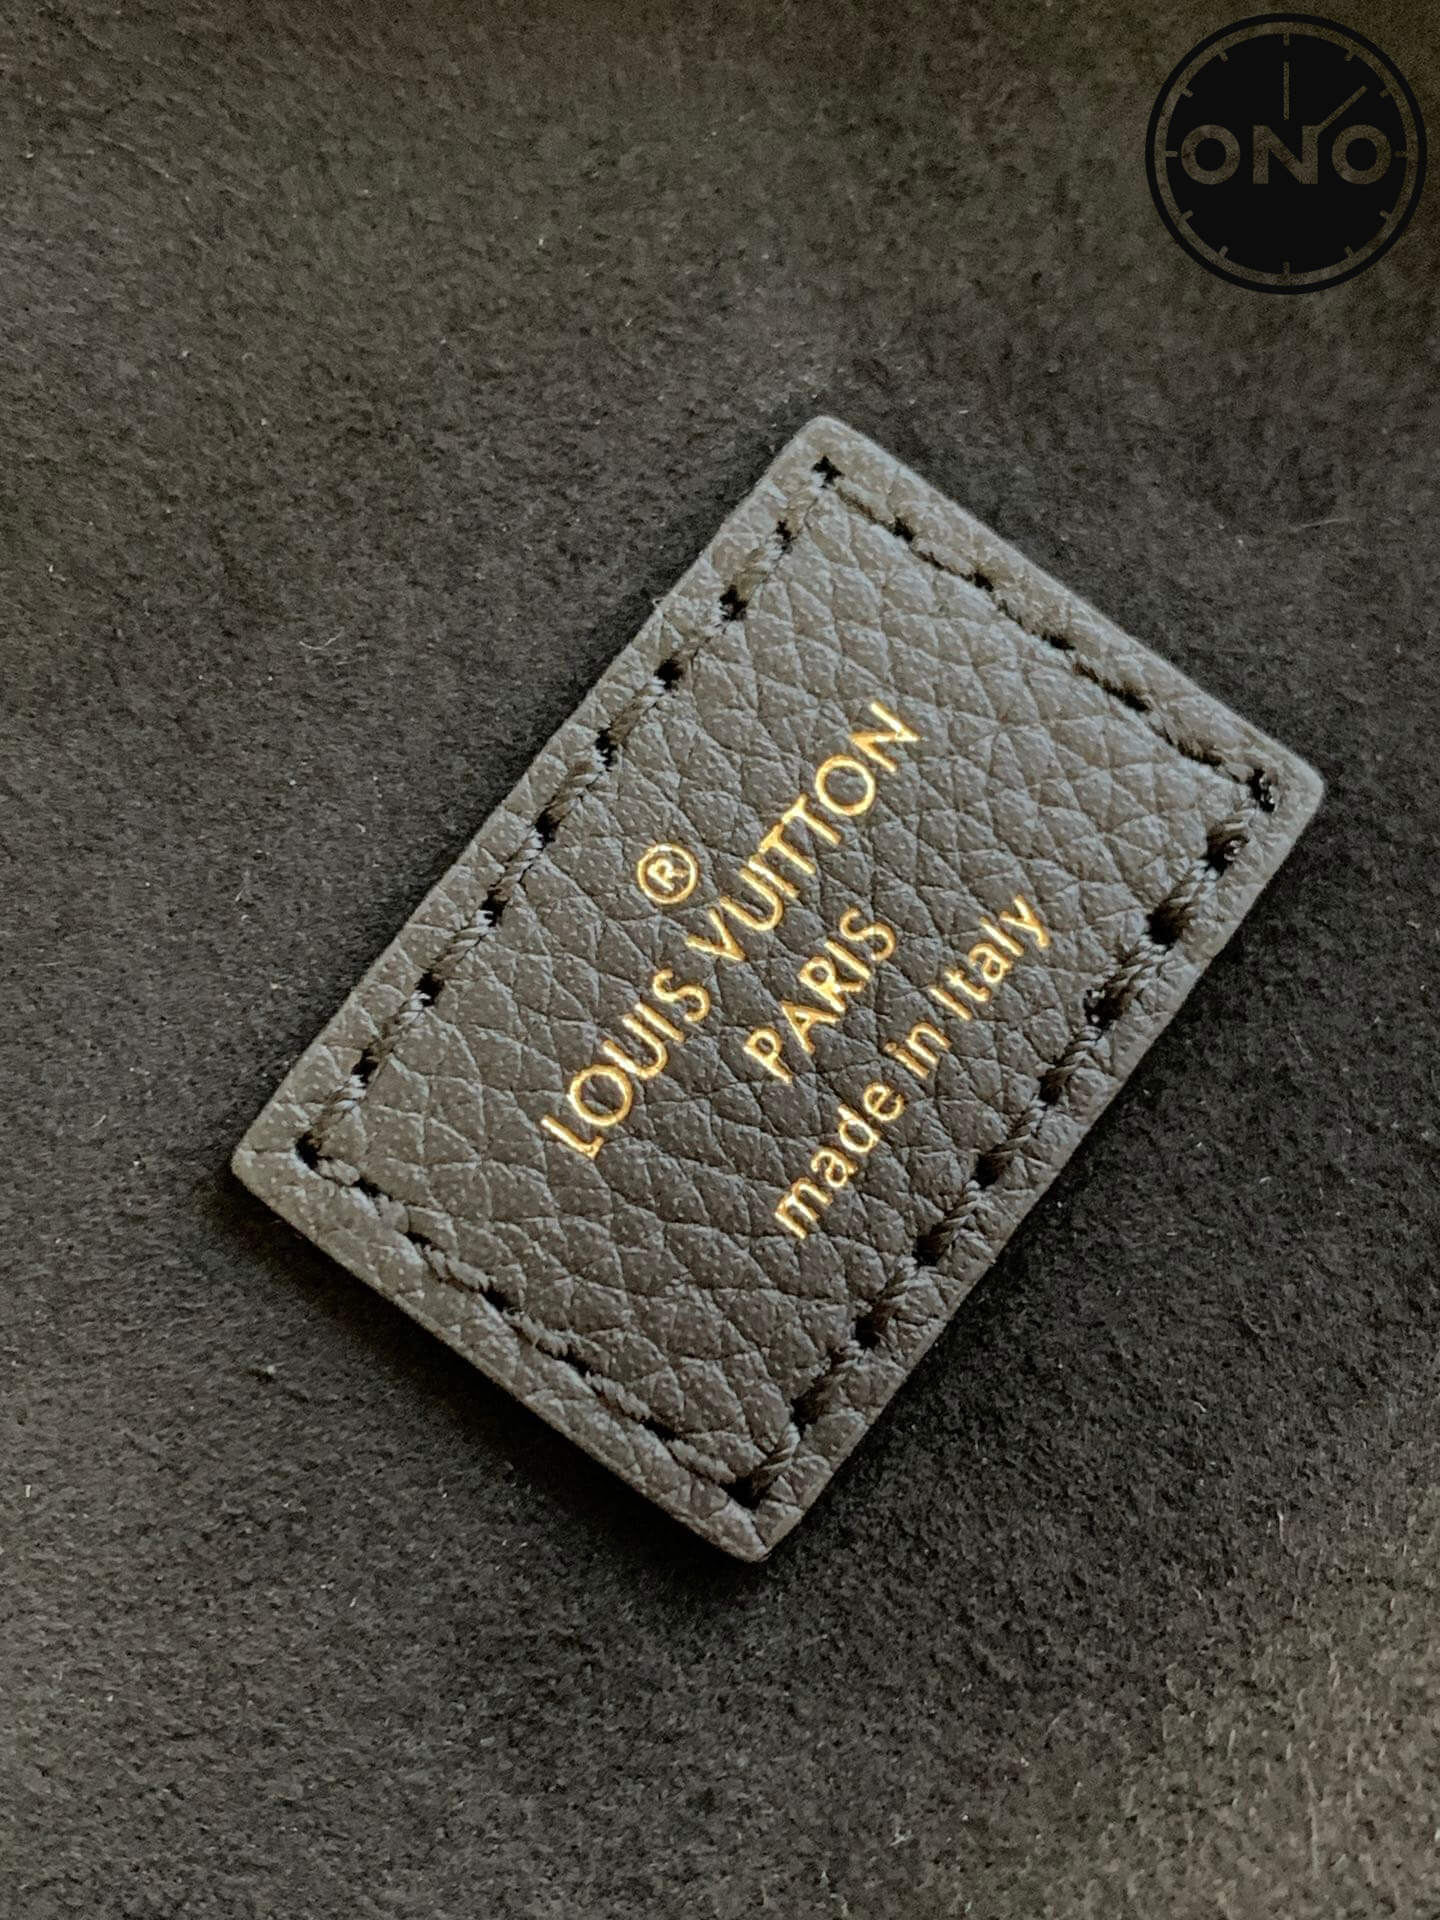 ONO
®
LOUIS VUITTON
PARIS
made in Italy